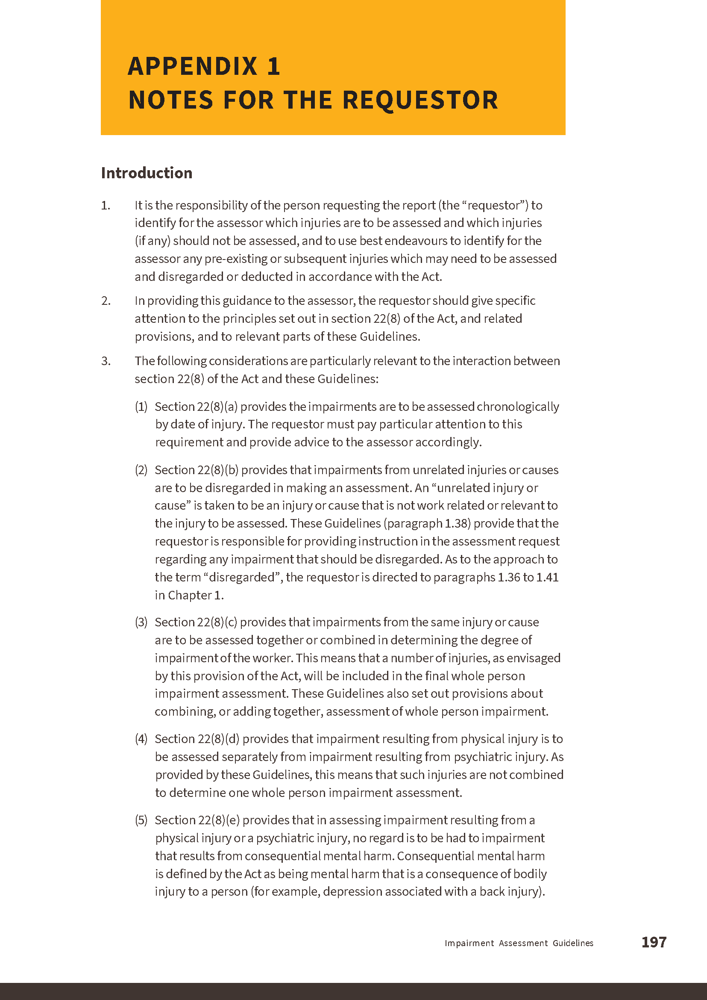 APPENDIX 1
NOTES FOR THE REQUESTOR
Introduction
1. It is the responsibility of the person requesting the report (the “requestor”) to
identify for the assessor which injuries are to be assessed and which injuries
(if any) should not be assessed, and to use best endeavours to identify for the
assessor any pre-existing or subsequent injuries which may need to be assessed
and disregarded or deducted in accordance with the Act.
2. In providing this guidance to the assessor, the requestor should give specific
attention to the principles set out in section 22(8) of the Act, and related
provisions, and to relevant parts of these Guidelines.
3. The following considerations are particularly relevant to the interaction between
section 22(8) of the Act and these Guidelines:
(1) Section 22(8)(a) provides the impairments are to be assessed chronologically
by date of injury. The requestor must pay particular attention to this
requirement and provide advice to the assessor accordingly.
(2) Section 22(8)(b) provides that impairments from unrelated injuries or causes
are to be disregarded in making an assessment. An “unrelated injury or
cause” is taken to be an injury or cause that is not work related or relevant to
the injury to be assessed. These Guidelines (paragraph 1.38) provide that the
requestor is responsible for providing instruction in the assessment request
regarding any impairment that should be disregarded. As to the approach to
the term “disregarded”, the requestor is directed to paragraphs 1.36 to 1.41
in Chapter 1.
(3) Section 22(8)(c) provides that impairments from the same injury or cause
are to be assessed together or combined in determining the degree of
impairment of the worker. This means that a number of injuries, as envisaged
by this provision of the Act, will be included in the final whole person
impairment assessment. These Guidelines also set out provisions about
combining, or adding together, assessment of whole person impairment.
(4) Section 22(8)(d) provides that impairment resulting from physical injury is to
be assessed separately from impairment resulting from psychiatric injury. As
provided by these Guidelines, this means that such injuries are not combined
to determine one whole person impairment assessment.
(5) Section 22(8)(e) provides that in assessing impairment resulting from a
physical injury or a psychiatric injury, no regard is to be had to impairment
that results from consequential mental harm. Consequential mental harm
is defined by the Act as being mental harm that is a consequence of bodily
injury to a person (for example, depression associated with a back injury).
Impairment Assessment Guidelines 197